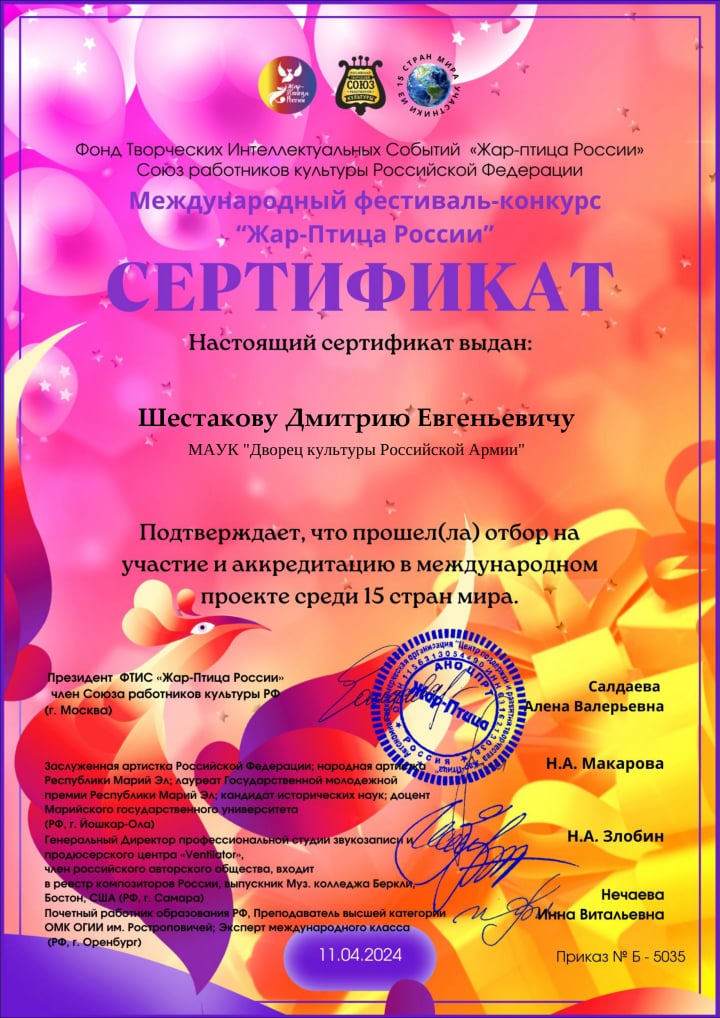 Жар-Птица России
СОЮЗ
КУЛЬТУРЫ
УЧАСТНИКИ ИЗ 15 СТРАН МИРА
Фонд Творческих Интеллектуальных Событий «Жар-птица России»
Союз работников культуры Российской Федерации
Международный фестиваль-конкурс
“Жар-Птица России”
СЕРТИФИКАТ
Настоящий сертификат выдан:
Шестакову Дмитрию Евгеньевичу
МАУК "Дворец культуры Российской Армии"
Подтверждает, что прошел(ла) отбор на
участие и аккредитацию в международном
проекте среди 15 стран мира.
Президент ФТИС «Жар-Птица России»
член Союза работников культуры РФ
(г. Москва)
АНО ЦПРТ
Жар-Птица
РОССИЯ
Салдаева
Алена Валерьевна
Заслуженная артистка Российской Федерации; народная артистка
Республики Марий Эл; лауреат Государственной молодежной
премии Республики Марий Эл; кандидат исторических наук; доцент
Марийского государственного университета
(РФ, г. Йошкар-Ола)
Н.А. Макарова
Генеральный Директор профессиональной студии звукозаписи и
продюсерского центра «Ventilator»,
член российского авторского общества, входит
в реестр композиторов России, выпускник Муз. колледжа Беркли,
Бостон, США (РФ, г. Самара)
Н.А. Злобин
Почетный работник образования РФ, Преподаватель высшей категории
ОМК ОГИИ им. Ростроповичей; Эксперт международного класса
(РФ, г. Оренбург)
Нечаева
Инна Витальевна
11.04.2024
Приказ № Б - 5035